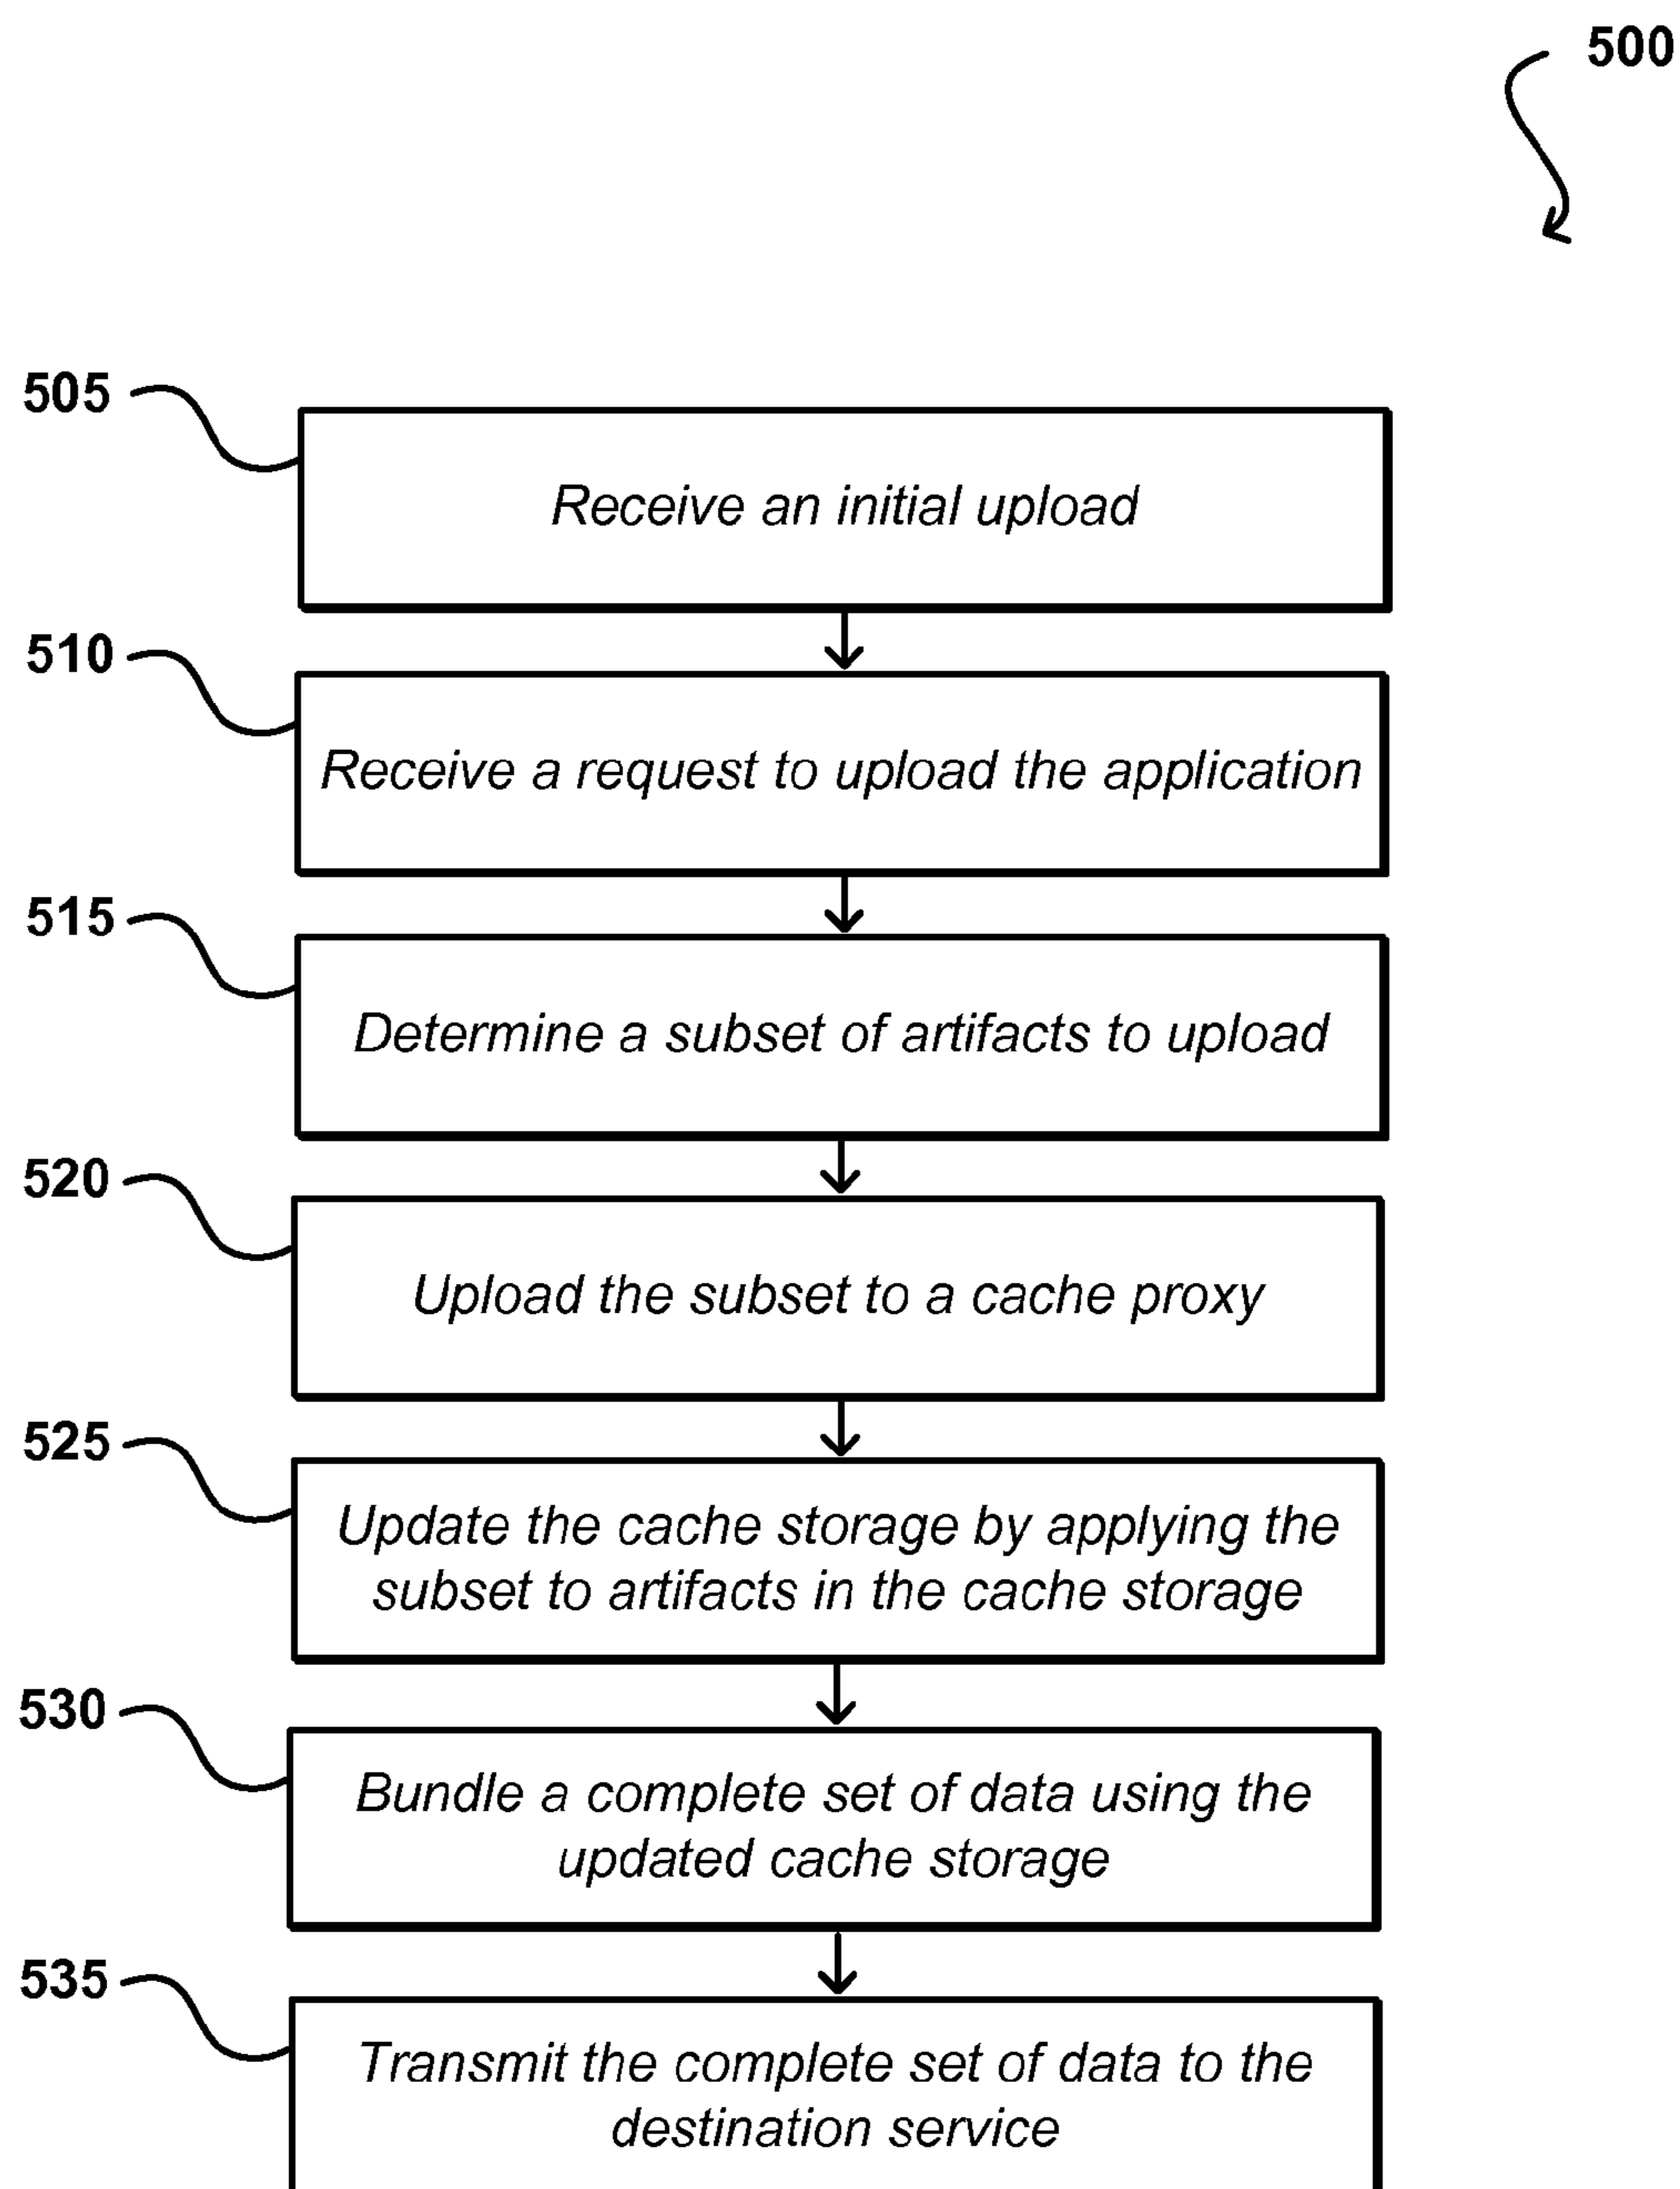 500
505
Receive an initial upload
510
Receive a request to upload the application
515
Determine a subset of artifacts to upload
520
Upload the subset to a cache proxy
525
Update the cache storage by applying the
subset to artifacts in the cache storage
530
Bundle a complete set of data using the
updated cache storage
535
Transmit the complete set of data to the
destination service